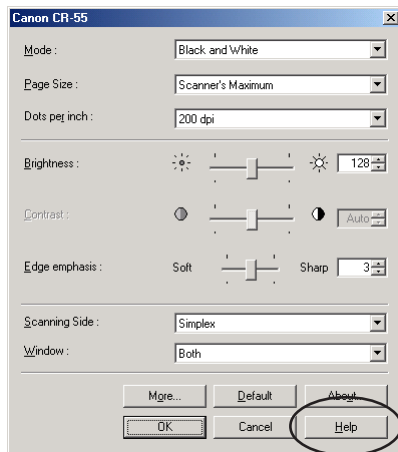 Canon CR-55
Mode : Black and White
Page Size : Scanner's Maximum
Dots per inch : 200 dpi
Brightness : 128
Contrast : Auto
Edge emphasis : Soft Sharp 3
Scanning Side : Simplex
Window : Both
More... Default About...
OK Cancel Help